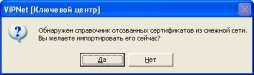 ViPNet [Ключевой центр]
Обнаружен справочник отозванных сертификатов из смежной сети.
Вы желаете импортировать его сейчас?
Да
Нет